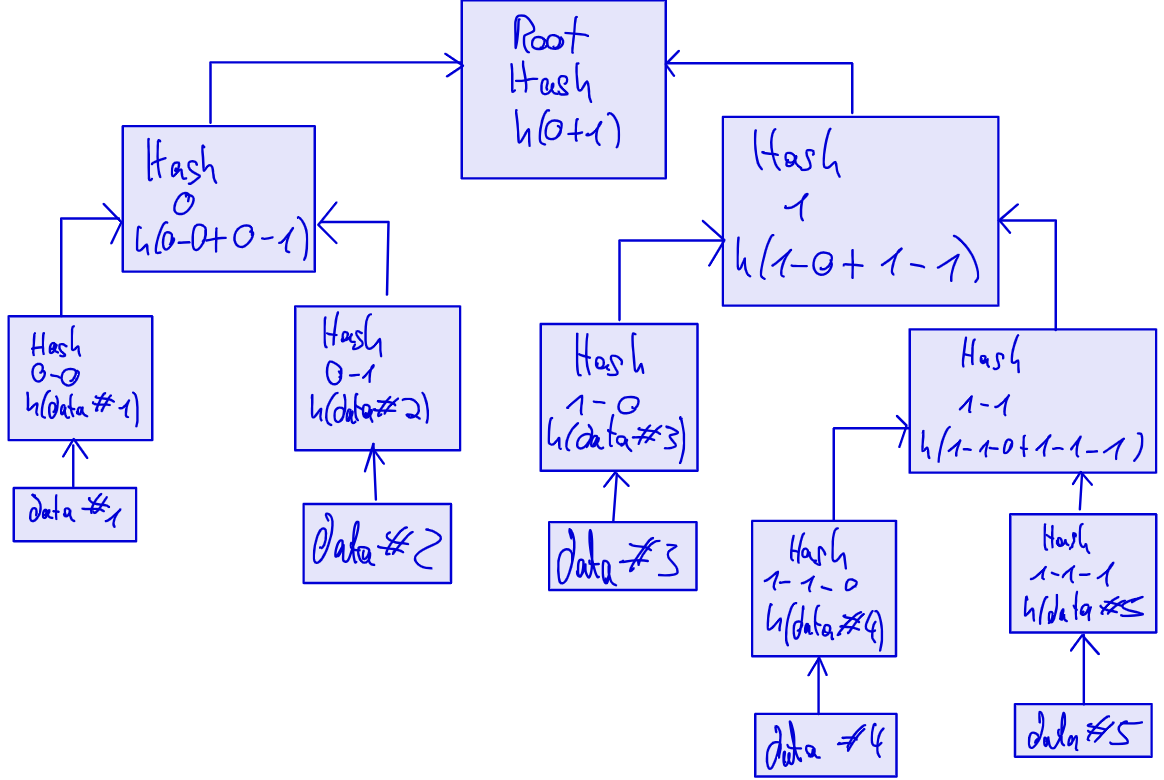 Root
Hash
h(0+1)
Hash
0
h(0-0+0-1)
Hash
1
h(1-0+1-1)
Hash
0-0
h(data#1)
Hash
0-1
h(data#2)
Hash
1-0
h(data#3)
Hash
1-1
h(1-1-0+1-1-1)
data #1
data #2
data #3
Hash
1-1-0
h(data#4)
Hash
1-1-1
h(data#5
data #4
data #5